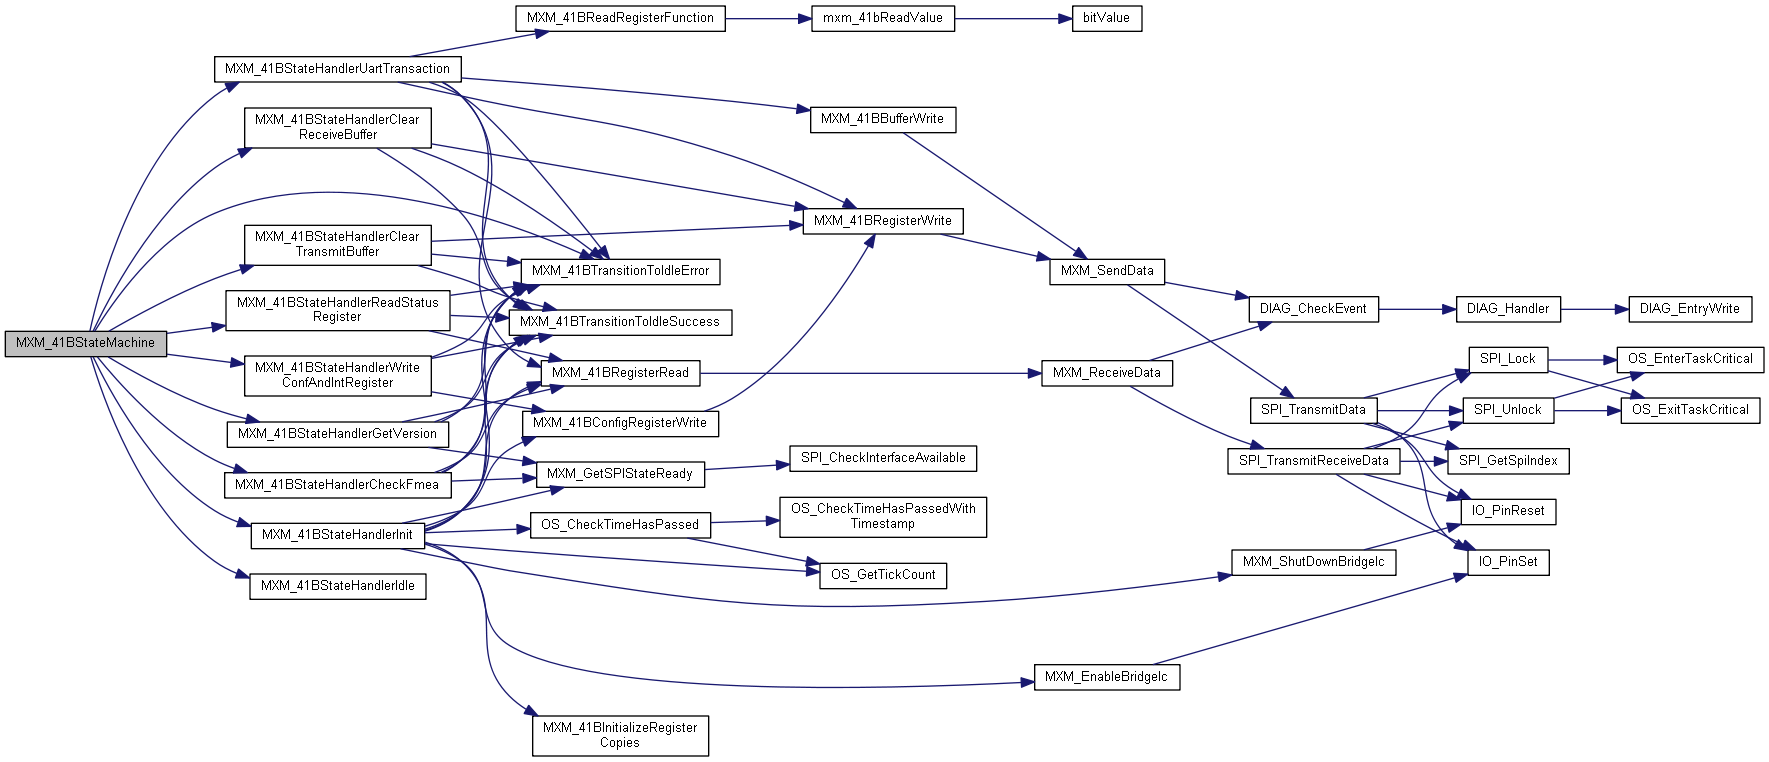 MXM_41BReadRegisterFunction
mxm_41bReadValue
bitValue
MXM_41BStateHandlerUartTransaction
MXM_41BStateHandlerClear
ReceiveBuffer
MXM_41BBufferWrite
MXM_41BStateHandlerClear
TransmitBuffer
MXM_41BRegisterWrite
MXM_41BTransitionToIdleError
MXM_SendData
MXM_41BStateHandlerReadStatus
Register
MXM_41BTransitionToIdleSuccess
DIAG_CheckEvent
DIAG_Handler
DIAG_EntryWrite
MXM_41BStateMachine
MXM_41BStateHandlerWrite
ConfAndIntRegister
MXM_41BRegisterRead
MXM_ReceiveData
SPI_Lock
OS_EnterTaskCritical
MXM_41BStateHandlerGetVersion
MXM_41BConfigRegisterWrite
SPI_TransmitData
SPI_Unlock
OS_ExitTaskCritical
MXM_41BStateHandlerCheckFmea
MXM_GetSPIStateReady
SPI_CheckInterfaceAvailable
SPI_TransmitReceiveData
SPI_GetSpiIndex
MXM_41BStateHandlerInit
OS_CheckTimeHasPassed
OS_CheckTimeHasPassedWith
Timestamp
IO_PinReset
MXM_41BStateHandlerIdle
OS_GetTickCount
MXM_ShutDownBridgeIc
IO_PinSet
MXM_EnableBridgeIc
MXM_41BInitializeRegister
Copies